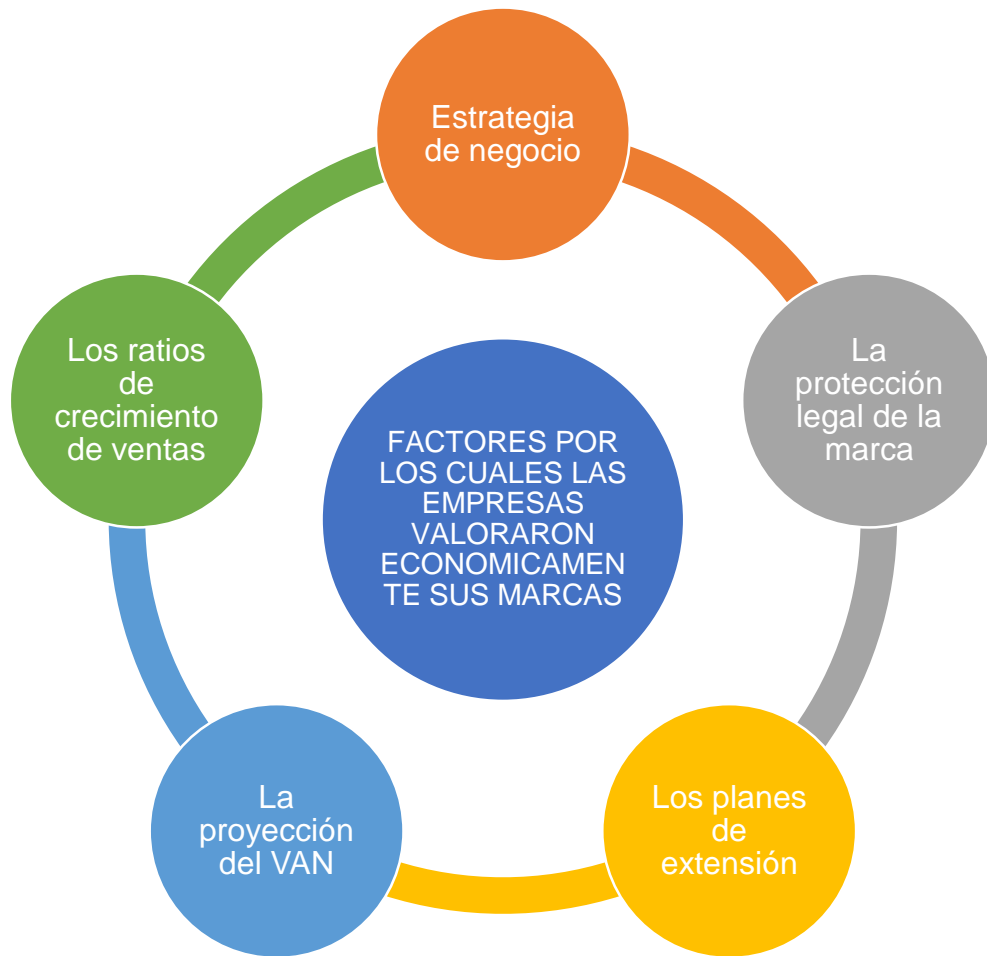 Estrategia
de negocio
La
protección
legal de la
marca
Los planes
de
extensión
La
proyección
del VAN
Los ratios
de
crecimiento
de ventas
FACTORES POR
LOS CUALES LAS
EMPRESAS
VALORARON
ECONOMICAMEN
TE SUS MARCAS